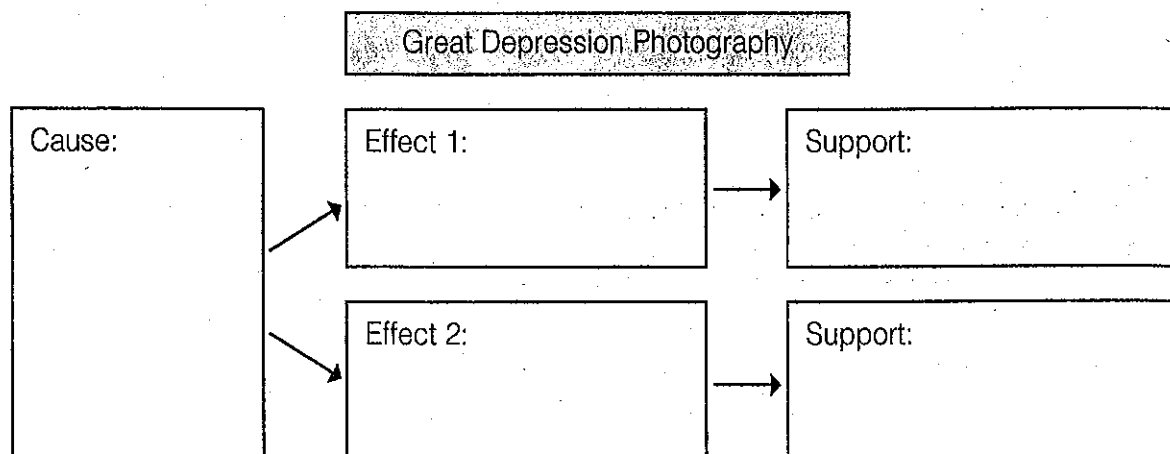 Great Depression Photography
Cause:
Effect 1:
Support:
Effect 2:
Support: